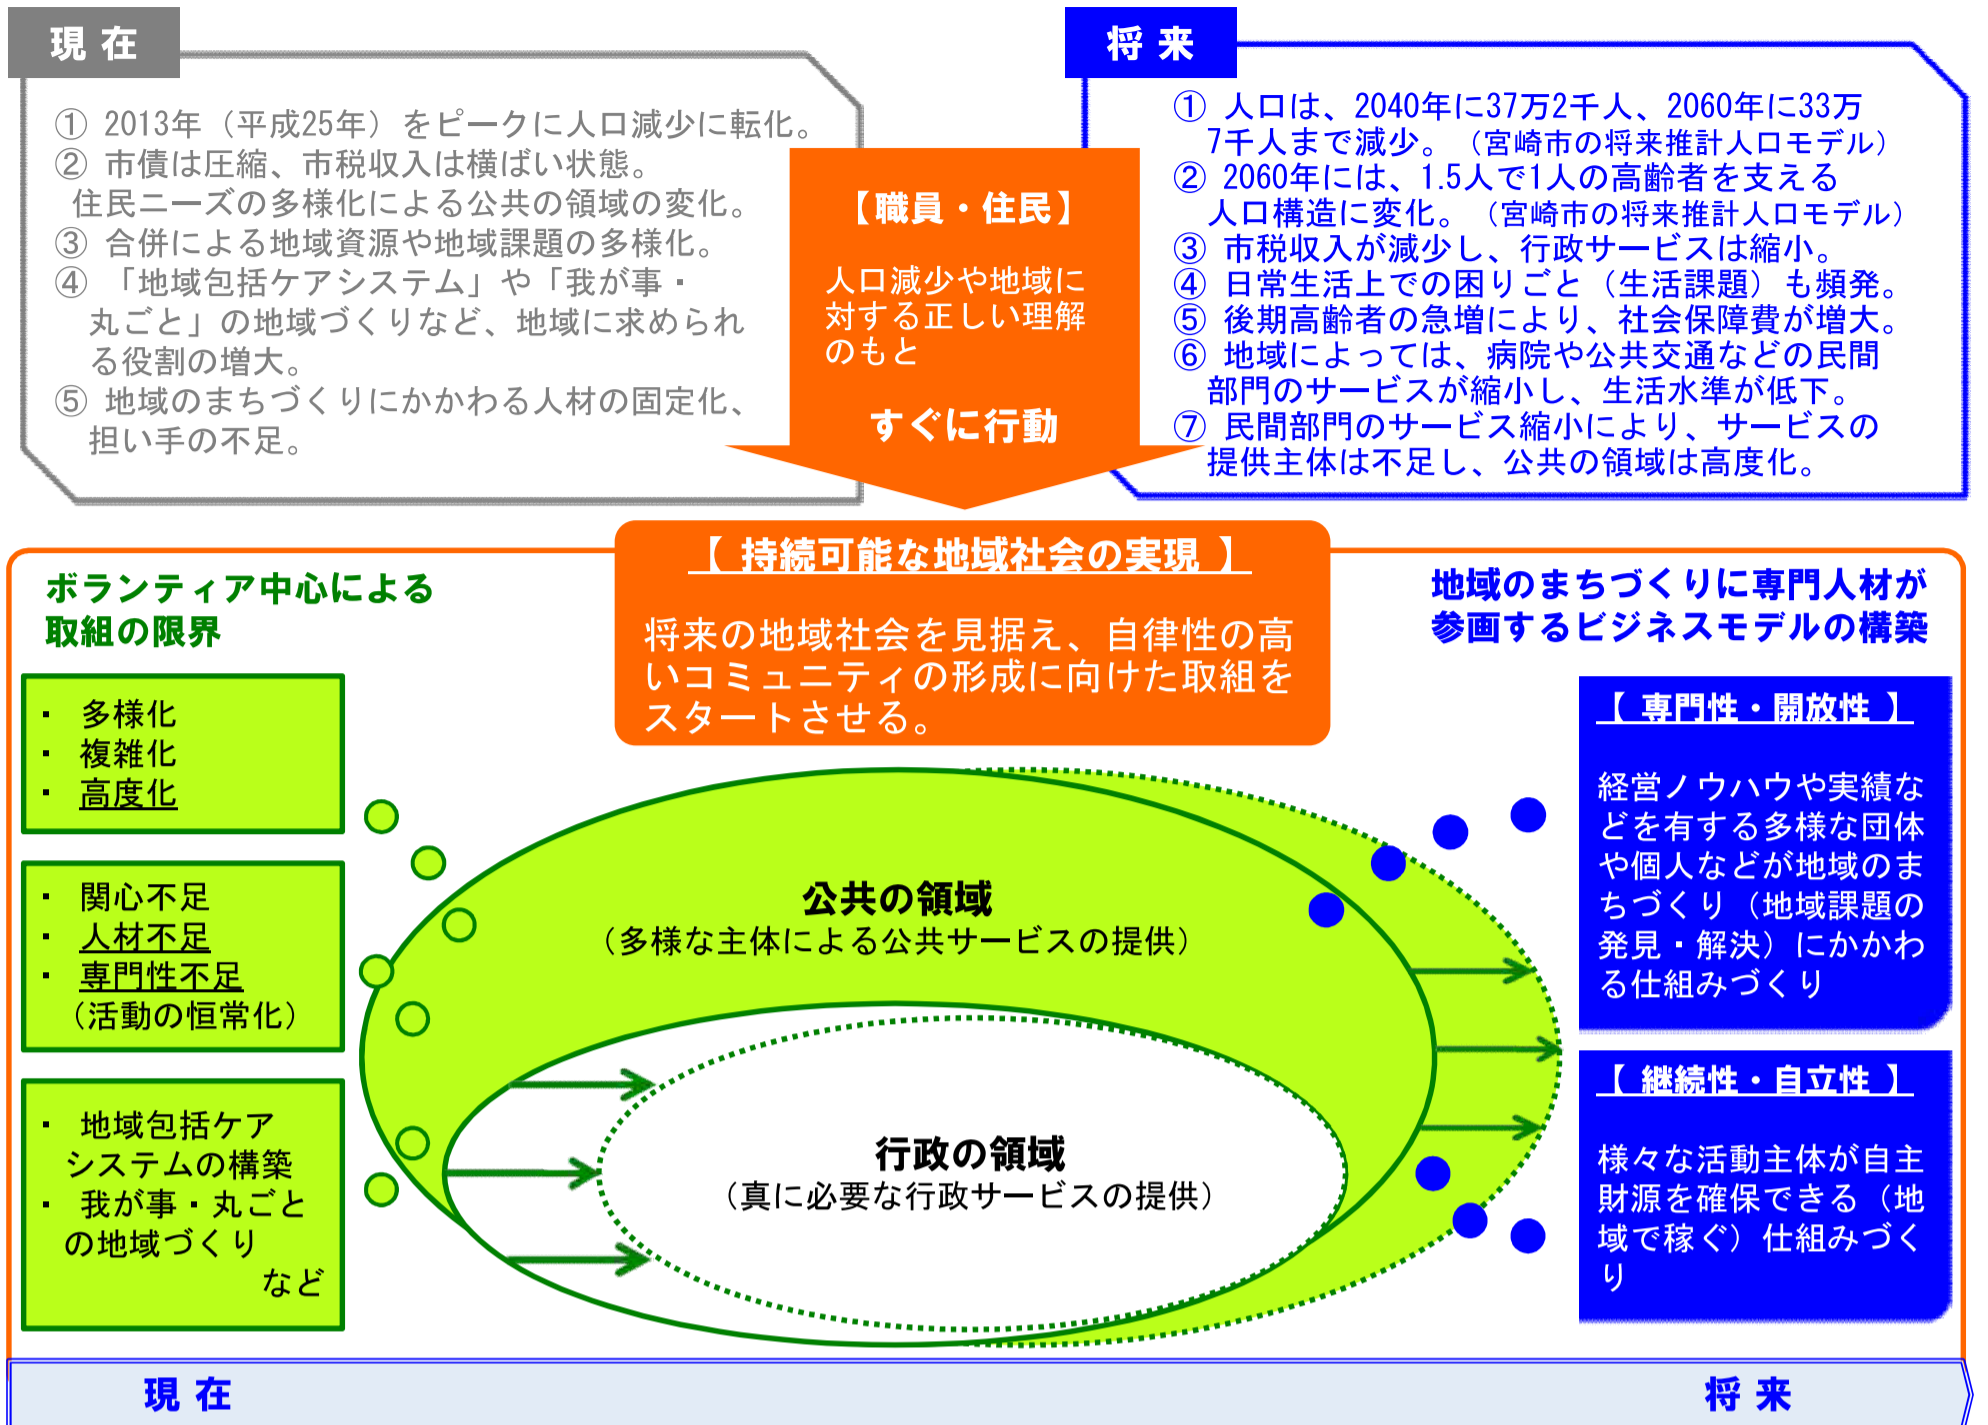 現 在
① 2013年（平成25年）をピークに人口減少に転化。
② 市債は圧縮、市税収入は横ばい状態。
住民ニーズの多様化による公共の領域の変化。
③ 合併による地域資源や地域課題の多様化。
④ 「地域包括ケアシステム」や「我が事・
丸ごと」の地域づくりなど、地域に求められ
る役割の増大。
⑤ 地域のまちづくりにかかわる人材の固定化、
担い手の不足。
【職員・住民】
人口減少や地域に
対する正しい理解
のもと
すぐに行動
将 来
① 人口は、2040年に37万2千人、2060年に33万
7千人まで減少。（宮崎市の将来推計人口モデル）
② 2060年には、1.5人で1人の高齢者を支える
人口構造に変化。（宮崎市の将来推計人口モデル）
③ 市税収入が減少し、行政サービスは縮小。
④ 日常生活上での困りごと（生活課題）も頻発。
⑤ 後期高齢者の急増により、社会保障費が増大。
⑥ 地域によっては、病院や公共交通などの民間
部門のサービスが縮小し、生活水準が低下。
⑦ 民間部門のサービス縮小により、サービスの
提供主体は不足し、公共の領域は高度化。
【 持続可能な地域社会の実現 】
将来の地域社会を見据え、自律性の高
いコミュニティの形成に向けた取組を
スタートさせる。
ボランティア中心による
取組の限界
・ 多様化
・ 複雑化
・ 高度化
・ 関心不足
・ 人材不足
・ 専門性不足
（活動の恒常化）
・ 地域包括ケア
システムの構築
・ 我が事・丸ごと
の地域づくり
など
公共の領域
（多様な主体による公共サービスの提供）
行政の領域
（真に必要な行政サービスの提供）
地域のまちづくりに専門人材が
参画するビジネスモデルの構築
【 専門性・開放性 】
経営ノウハウや実績な
どを有する多様な団体
や個人などが地域のま
ちづくり（地域課題の
発見・解決）にかかわ
る仕組みづくり
【 継続性・自立性 】
様々な活動主体が自主
財源を確保できる（地
域で稼ぐ）仕組みづく
り
現 在
将 来